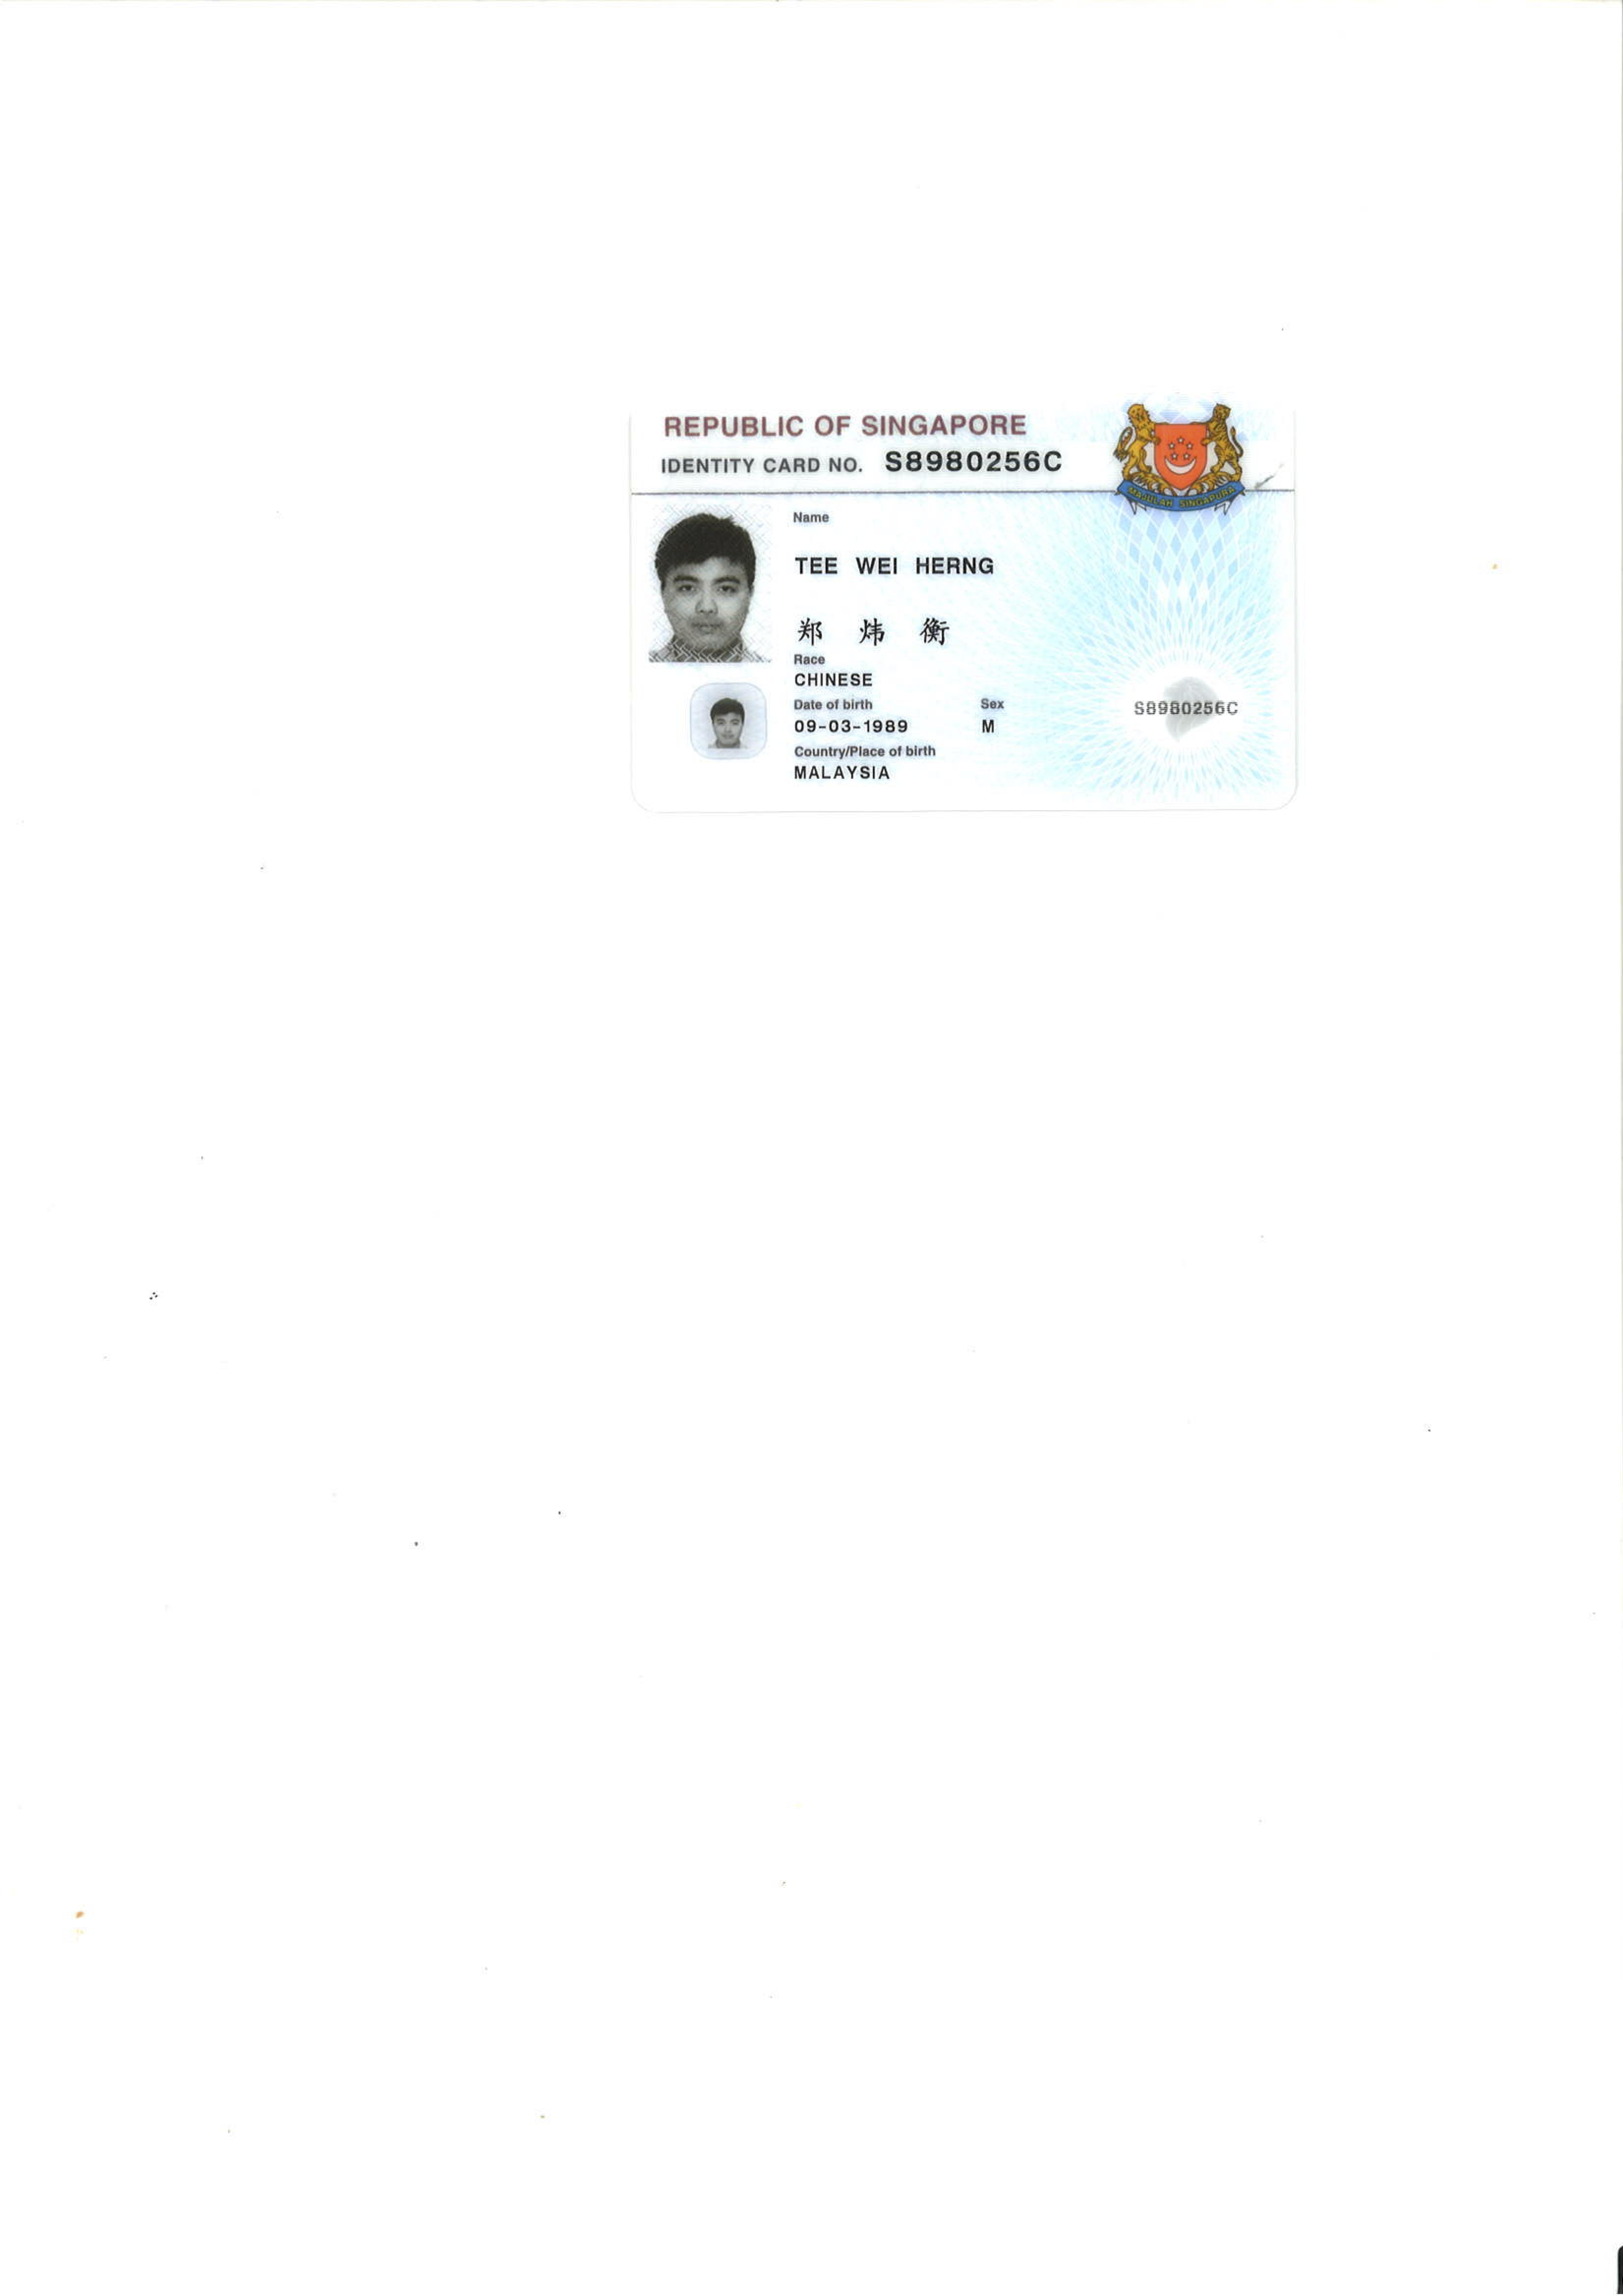 REPUBLIC OF SINGAPORE
IDENTITY CARD NO. S8980256C
MAJULAH SINGAPURA
Name
TEE WEI HERNG
郑 炜 衡
Race
CHINESE
Date of birth Sex
09-03-1989 M
S8980256C
Country/Place of birth
MALAYSIA